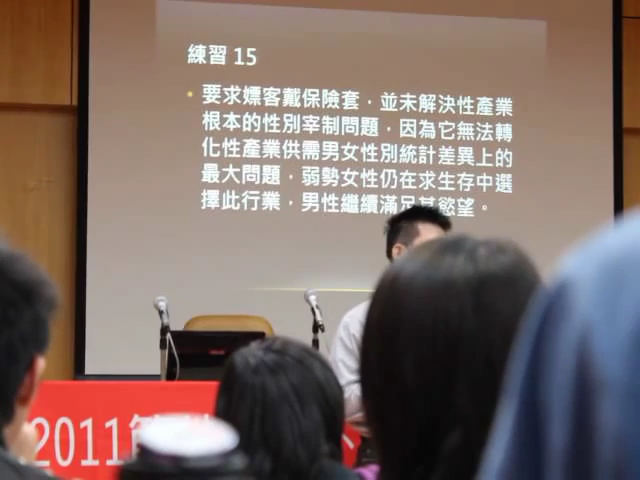 練習 15
要求嫖客戴保險套，並未解決性產業
根本的性別宰制問題，因為它無法轉
化性產業供需男女性別統計差異上的
最大問題，弱勢女性仍在求生存中選
擇此行業，男性繼續滿足其慾望。
2011